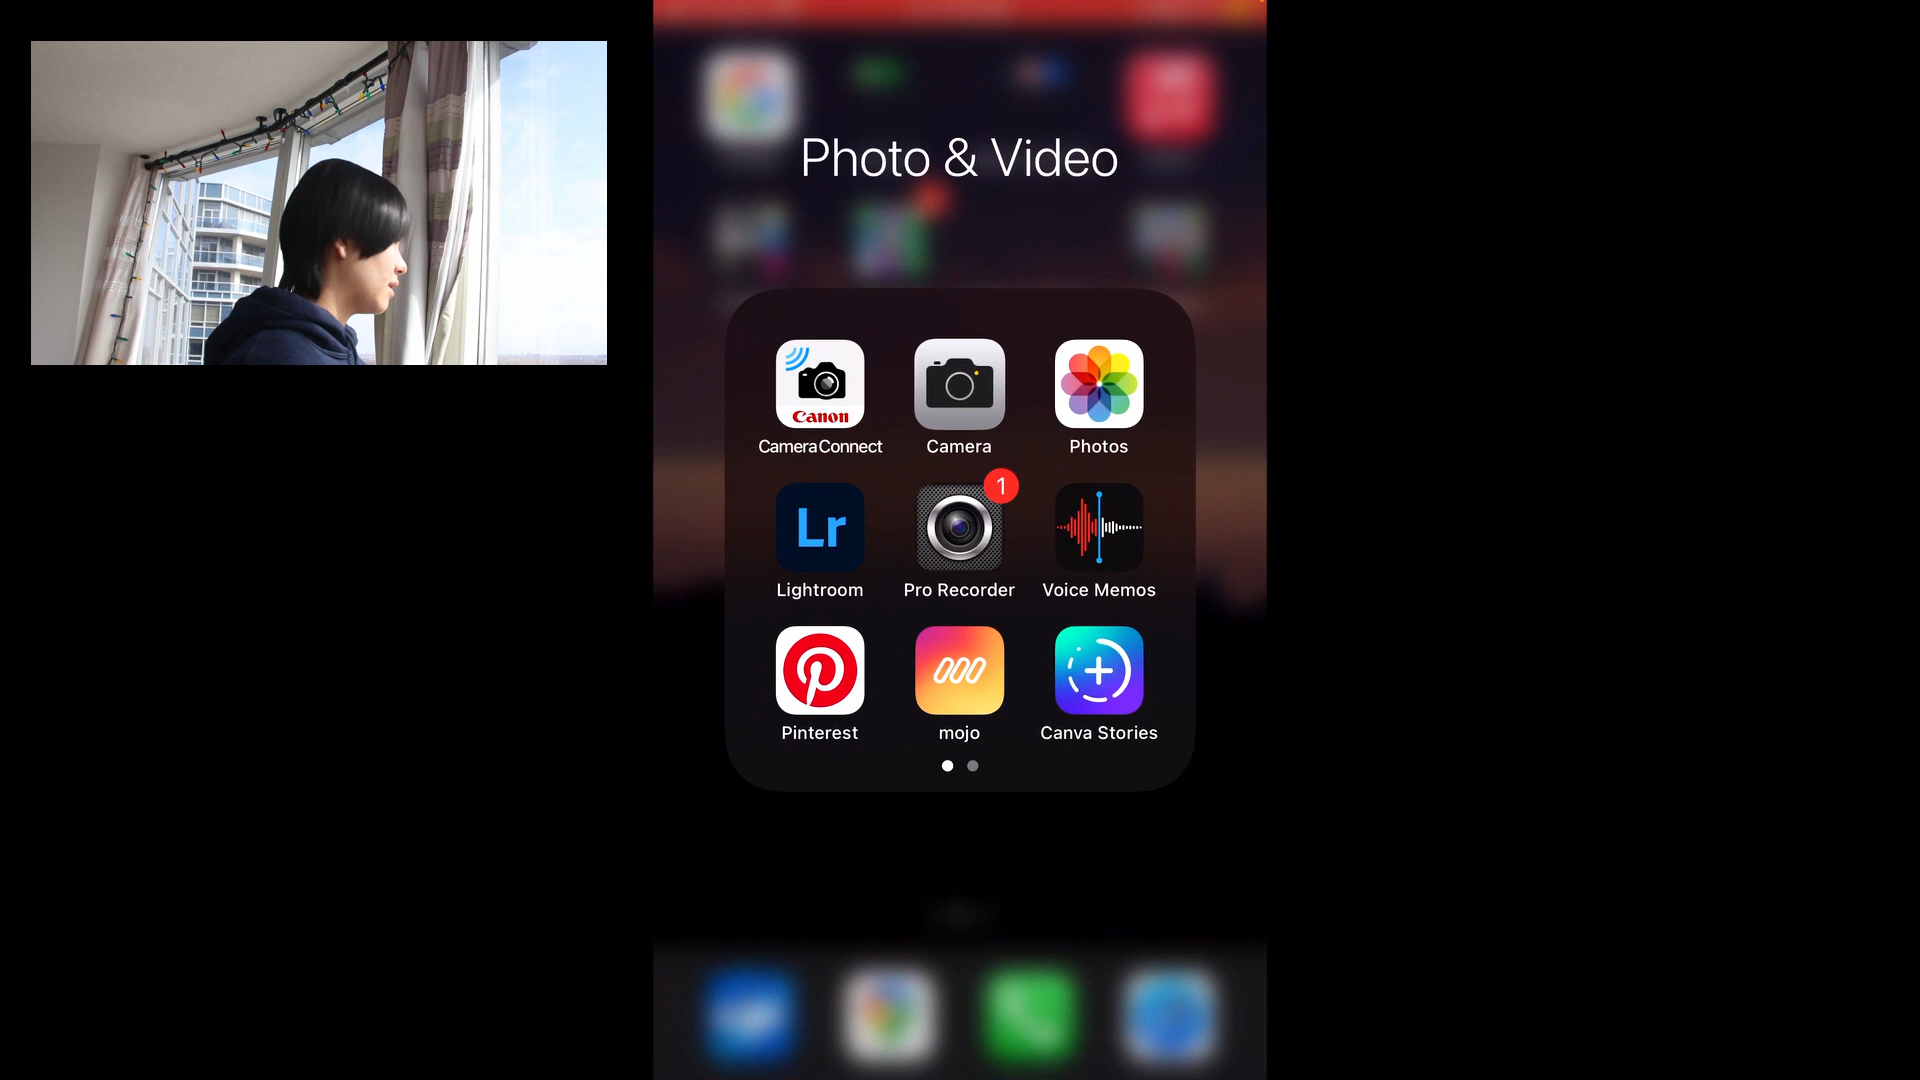 Photo & Video
Canon
CameraConnect
Camera
Photos
Lr
1
Lightroom
Pro Recorder
Voice Memos
Pinterest
mojo
Canva Stories